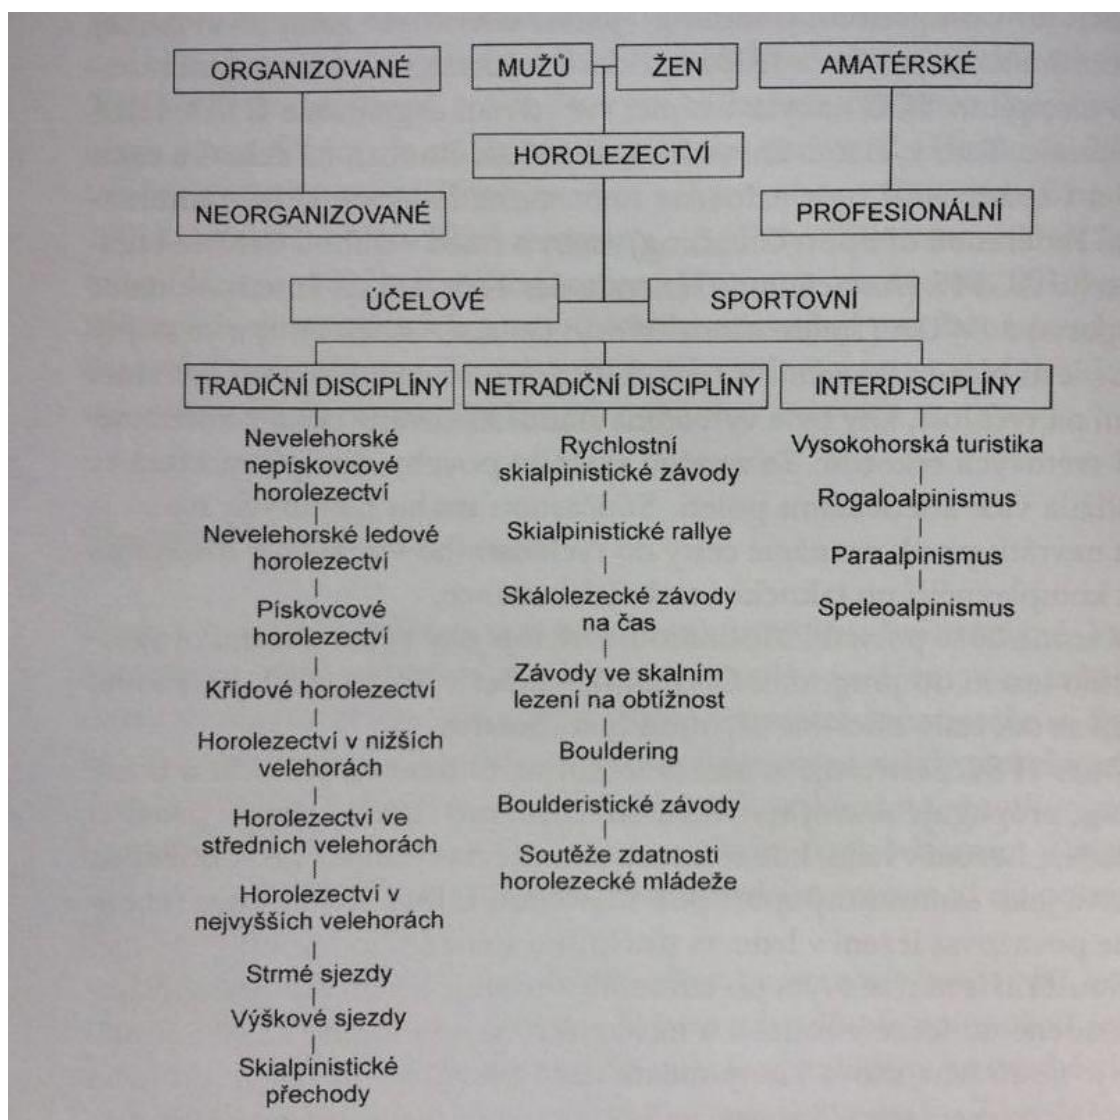 ORGANIZOVANÉ
MUŽŮ
ŽEN
AMATÉRSKÉ
HOROLEZECTVÍ
NEORGANIZOVANÉ
PROFESIONÁLNÍ
ÚČELOVÉ
SPORTOVNÍ
TRADIČNÍ DISCIPLÍNY
Nevelehorské
nepískovcové
horolezectví
Nevelehorské ledové
horolezectví
Pískovcové
horolezectví
Křídové horolezectví
Horolezectví v nižších
velehorách
Horolezectvi ve
středních velehorách
Horolezectví v
nejvyšších velehorách
Strmé sjezdy
Výškové sjezdy
Skialpinistické
přechody
NETRADIČNÍ DISCIPLÍNY
Rychlostní
skialpinistické závody
Skialpinistické rallye
Skálolezecké závody
na čas
Závody ve skalním
lezení na obtížnost
Bouldering
Boulderistické závody
Soutěže zdatnosti
horolezecké mládeže
INTERDISCIPLÍNY
Vysokohorská turistika
Rogaloalpinismus
Paraalpinismus
Speleoalpinismus